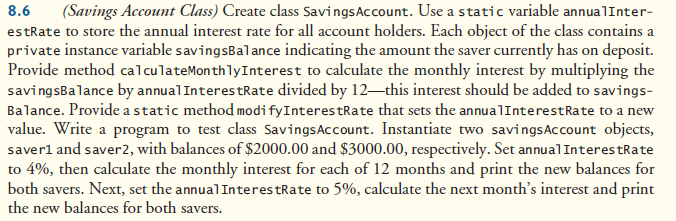 8.6 (Savings Account Class) Create class SavingsAccount. Use a static variable annualInter-
estRate to store the annual interest rate for all account holders. Each object of the class contains a
private instance variable savingsBalance indicating the amount the saver currently has on deposit.
Provide method calculateMonthlyInterest to calculate the monthly interest by multiplying the
savingsBalance by annualInterestRate divided by 12—this interest should be added to savings-
Balance. Provide a static method modifyInterestRate that sets the annualInterestRate to a new
value. Write a program to test class SavingsAccount. Instantiate two savingsAccount objects,
saver1 and saver2, with balances of $2000.00 and $3000.00, respectively. Set annualInterestRate
to 4%, then calculate the monthly interest for each of 12 months and print the new balances for
both savers. Next, set the annualInterestRate to 5%, calculate the next month's interest and print
the new balances for both savers.